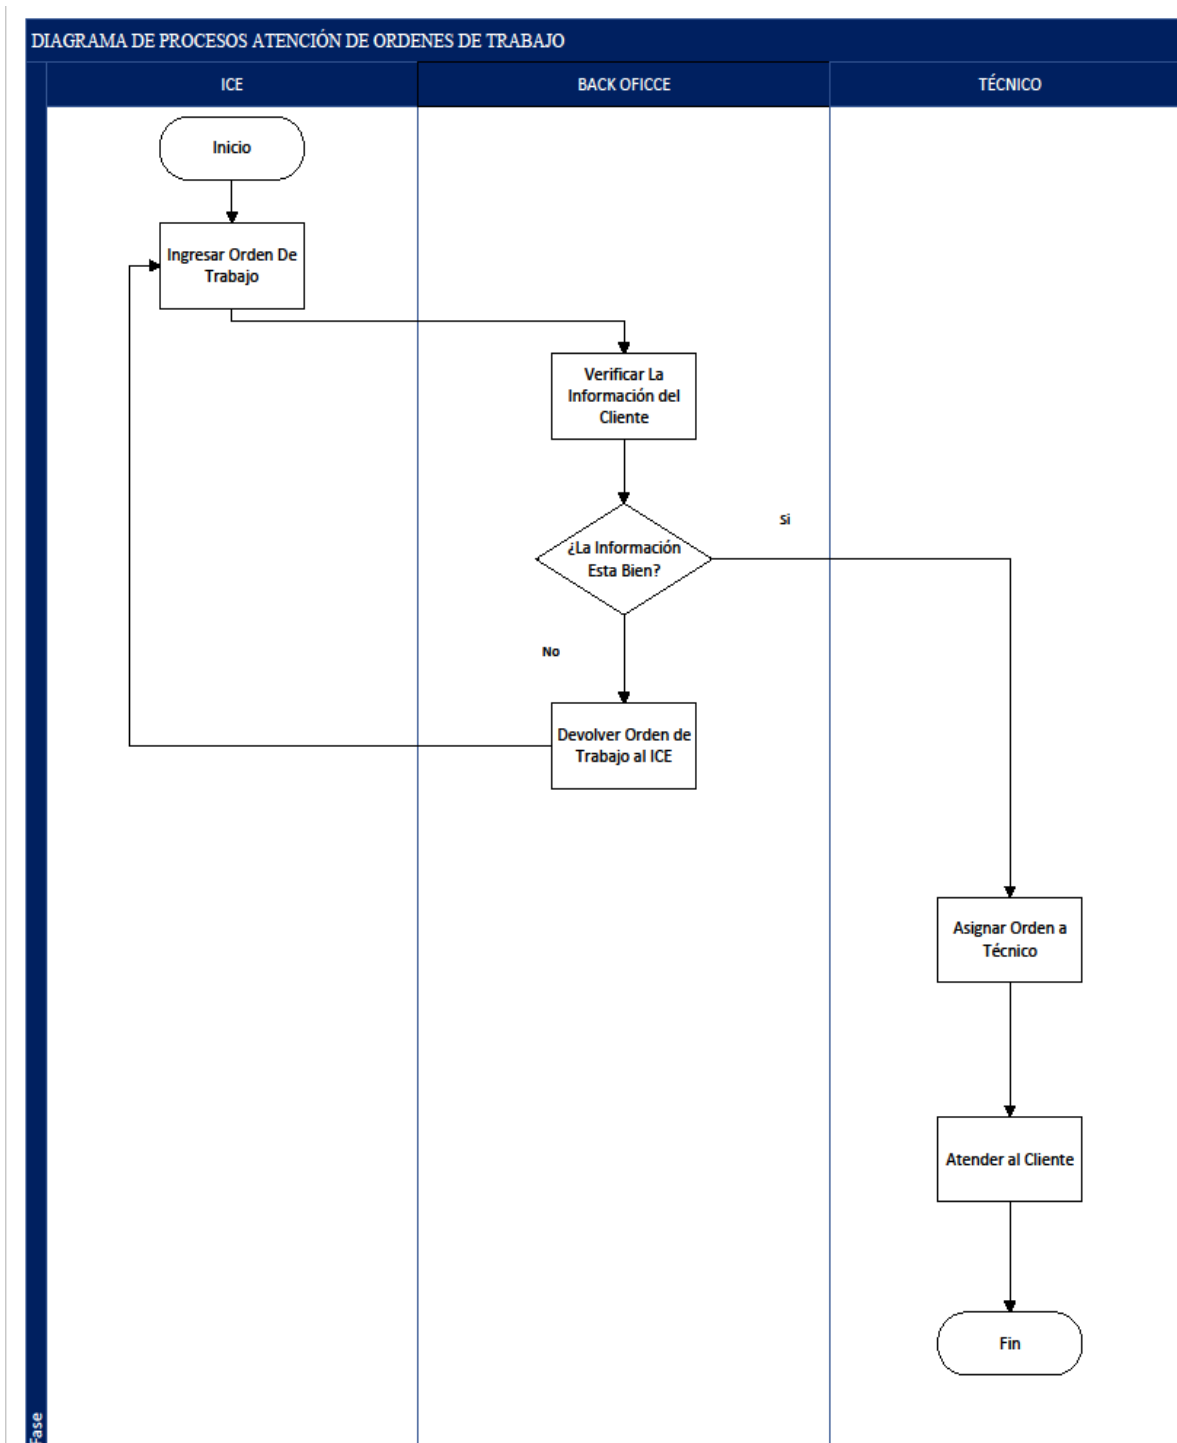 DIAGRAMA DE PROCESOS ATENCIÓN DE ORDENES DE TRABAJO
ICE
BACK OFICCE
TÉCNICO
Inicio
Ingresar Orden De
Trabajo
Verificar La
Información del
Cliente
Si
¿La Información
Esta Bien?
No
Devolver Orden de
Trabajo al ICE
Asignar Orden a
Técnico
Atender al Cliente
Fin
Fase